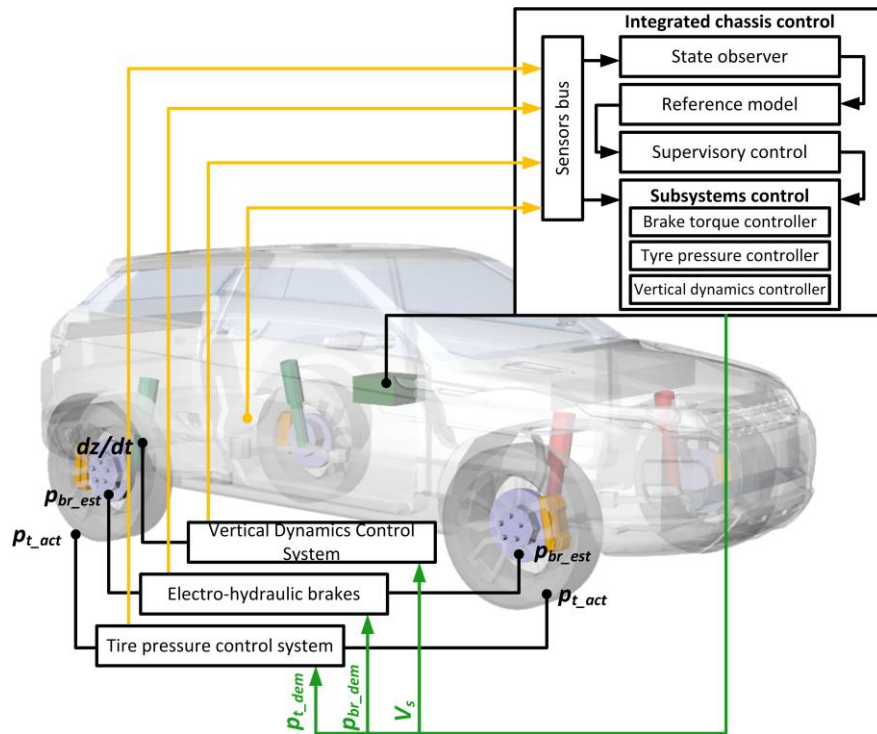 Integrated chassis control
Sensors bus
State observer
Reference model
Supervisory control
Subsystems control
Brake torque controller
Tyre pressure controller
Vertical dynamics controller
dz/dt
p_br_est
p_t_act
Vertical Dynamics Control
System
p_br_est
Electro-hydraulic brakes
p_t_act
Tire pressure control system
p_t_dem
p_br_dem
V_s